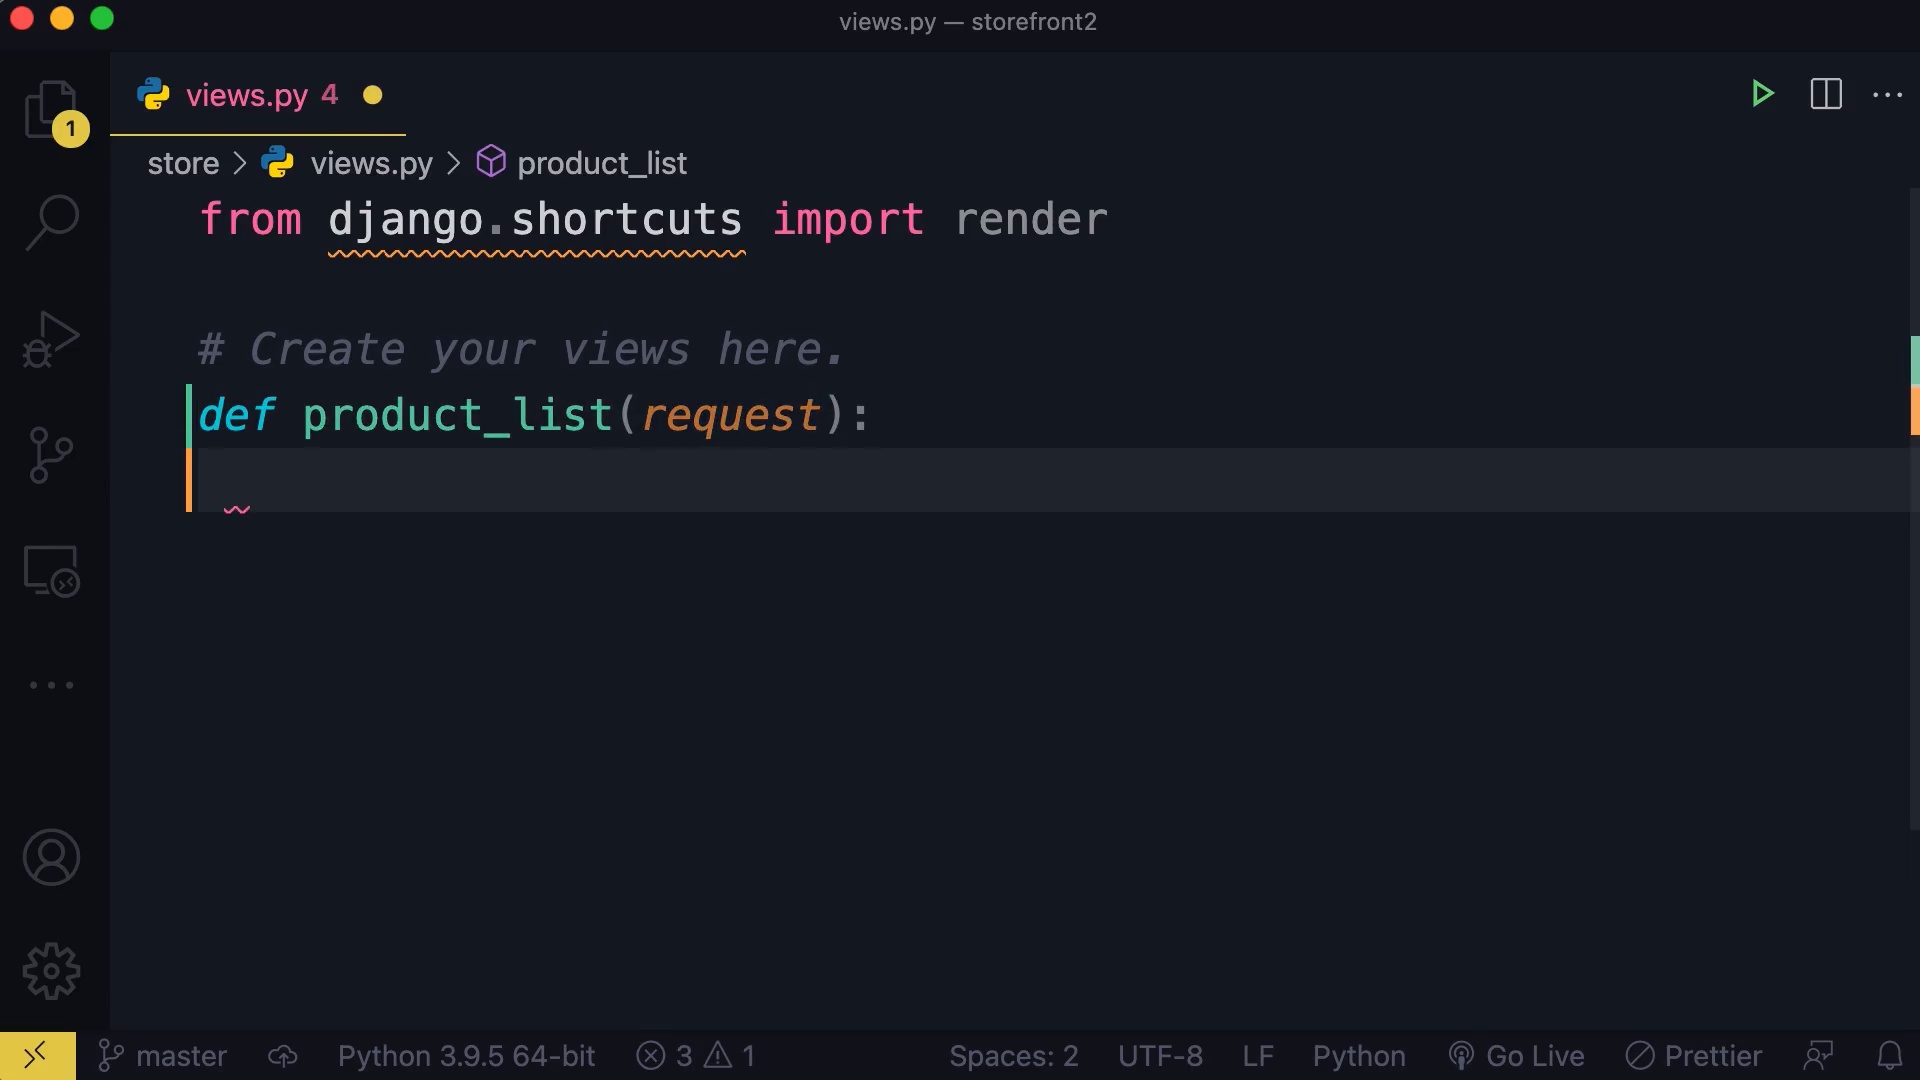 views.py — storefront2
views.py 4
1
store > views.py > product_list
from django.shortcuts import render
# Create your views here.
def product_list(request):
master
Python 3.9.5 64-bit
3
1
Spaces: 2
UTF-8
LF
Python
Go Live
Prettier